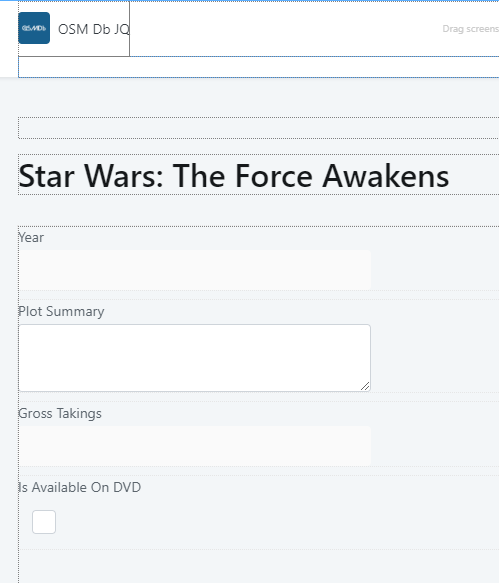 OSMDb
OSM Db JQ
Drag screens
Star Wars: The Force Awakens
Year
Plot Summary
Gross Takings
Is Available On DVD